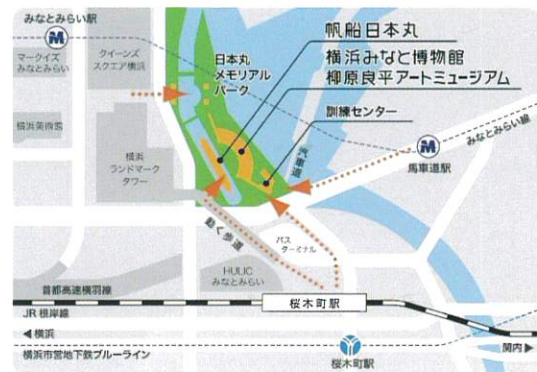 みなとみらい駅
M
マークイズ
みなとみらい
クイーンズ
スクエア横浜
日本丸
メモリアル
パーク
帆船日本丸
横浜みなと博物館
柳原良平アートミュージアム
訓練センター
横浜美術館
横浜
ランドマーク
タワー
汽車道
みなとみらい線
M
馬車道駅
動く歩道
バス
ターミナル
HULIC
みなとみらい
首都高速横羽線
桜木町駅
JR 根岸線
◀横浜
横浜市営地下鉄ブルーライン
桜木町駅
関内▶